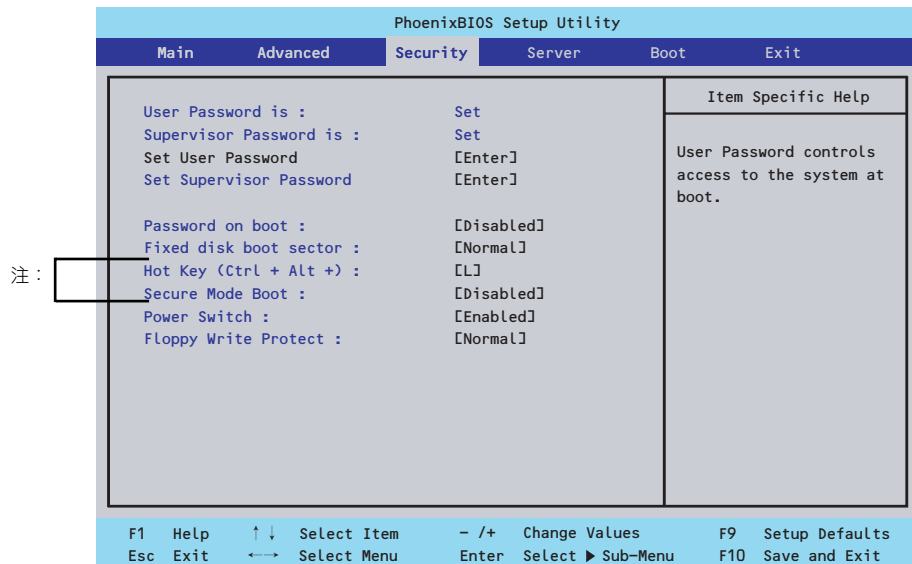 PhoenixBIOS Setup Utility
Main Advanced Security Server Boot Exit
Item Specific Help
User Password is : Set
Supervisor Password is : Set
Set User Password [Enter]
Set Supervisor Password [Enter]
User Password controls
access to the system at
boot.
Password on boot : [Disabled]
Fixed disk boot sector : [Normal]
注：
Hot Key (Ctrl + Alt +) : [L]
Secure Mode Boot : [Disabled]
Power Switch : [Enabled]
Floppy Write Protect : [Normal]
F1 Help ↑↓ Select Item - /+ Change Values F9 Setup Defaults
Esc Exit ←→ Select Menu Enter Select ▶ Sub-Menu F10 Save and Exit